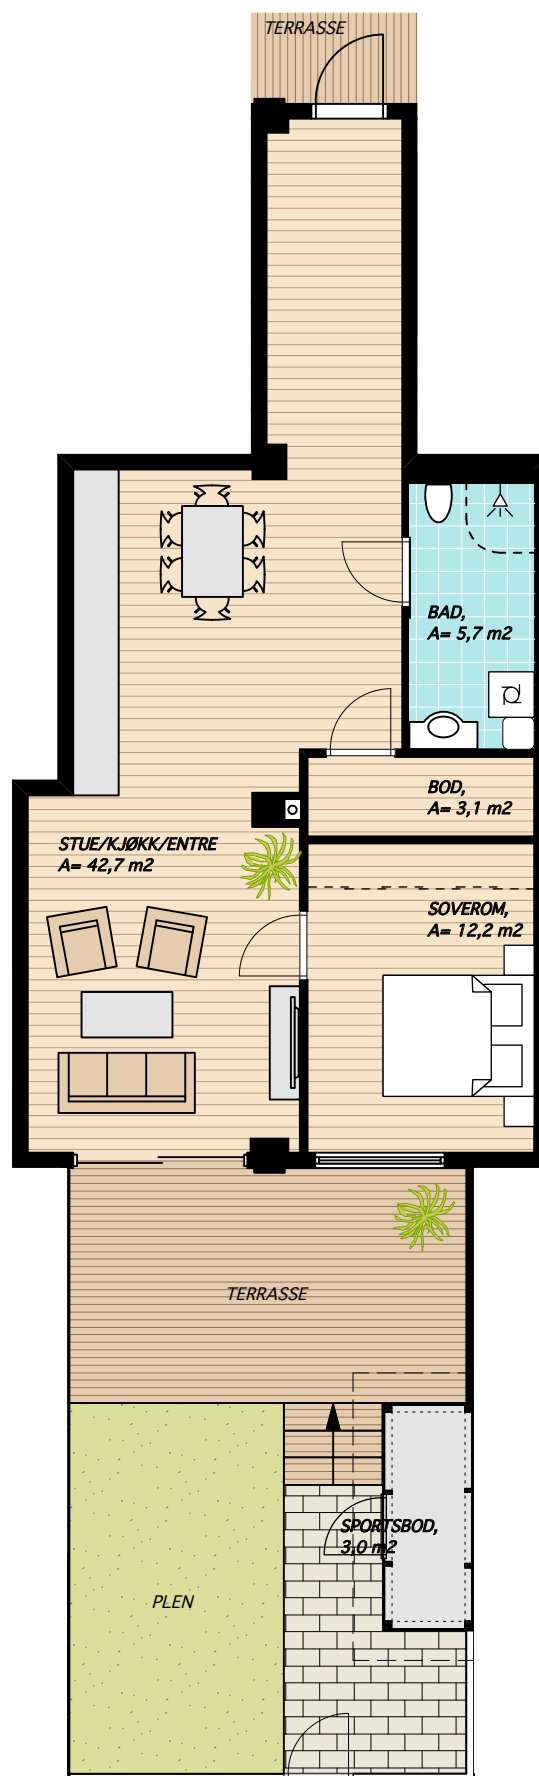 TERRASSE
BAD,
A= 5,7 m2
BOD,
A= 3,1 m2
STUE/KJØKK/ENTRE
A= 42,7 m2
SOVEROM,
A= 12,2 m2
TERRASSE
SPORTSBOD,
3,0 m2
PLEN